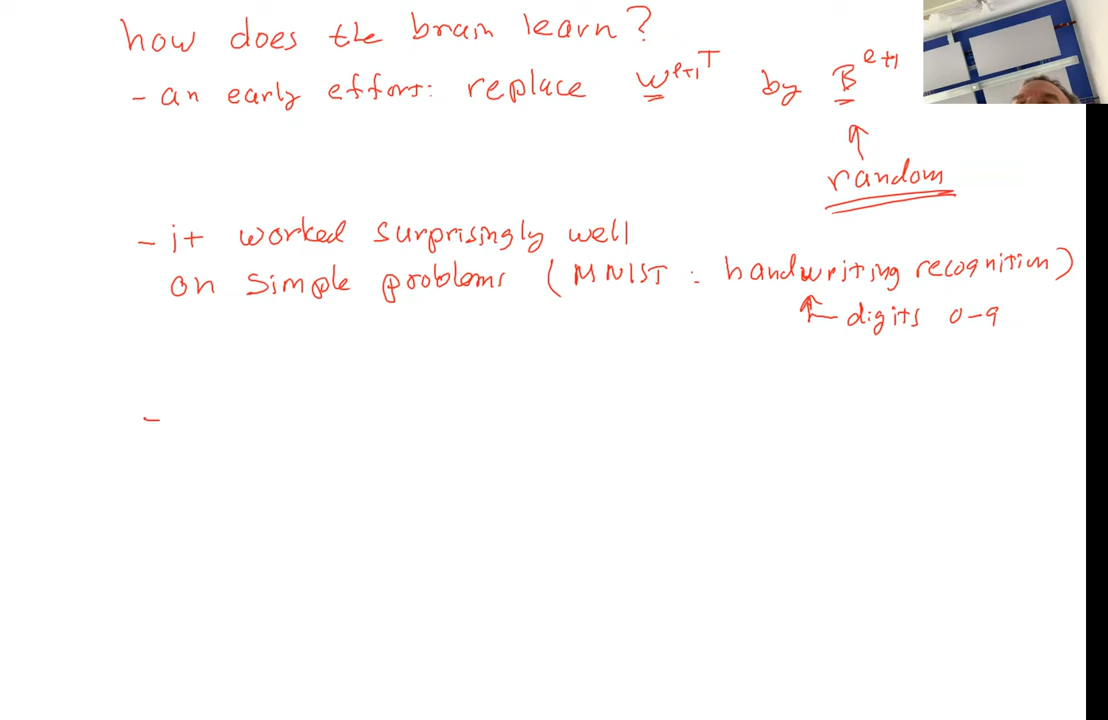 how does the brain learn?
- an early effort: replace w^{l+1 T} by B^{l+1}
random
- it worked surprisingly well
on simple problems (MNIST: handwriting recognition)
digits 0-9
-